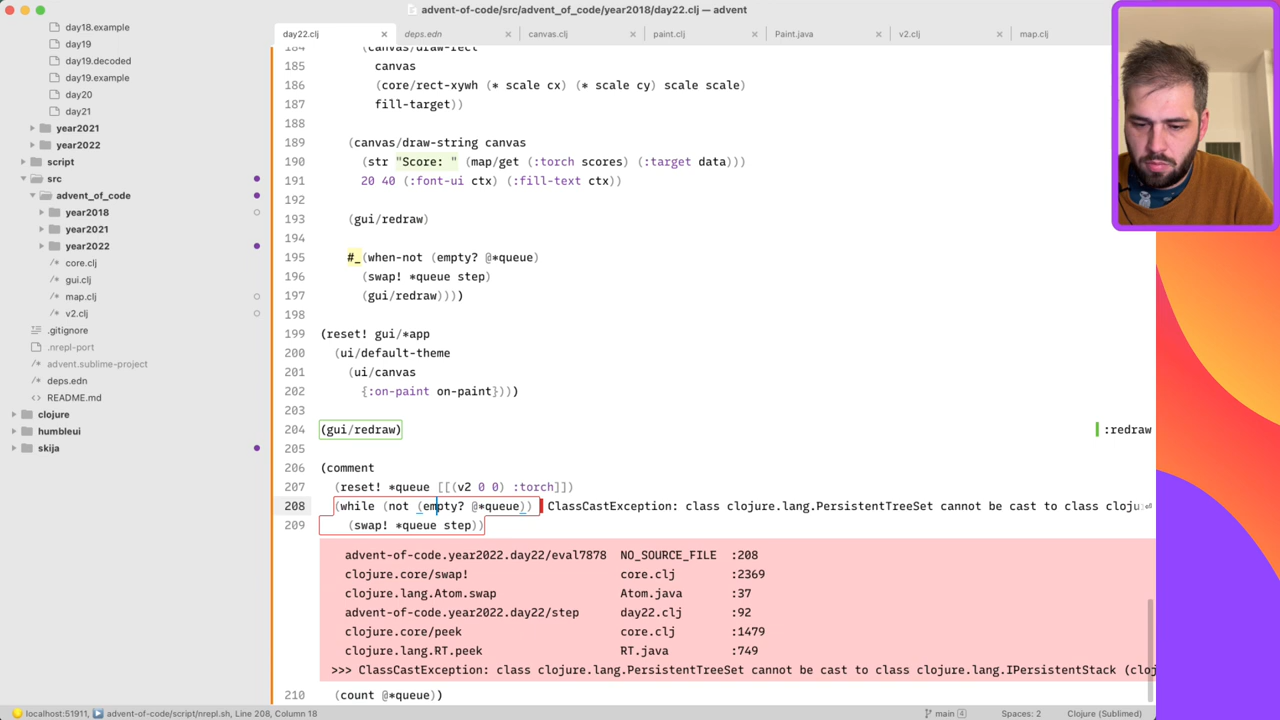 advent-of-code/src/advent_of_code/year2018/day22.clj — advent
day22.clj × deps.edn × canvas.clj × paint.clj × Paint.java × v2.clj × map.clj
day18.example
day19
day19.decoded
day19.example
day20
day21
year2021
year2022
script
src
advent_of_code
year2018
year2021
year2022
core.clj
gui.clj
map.clj
v2.clj
.gitignore
.nrepl-port
advent.sublime-project
deps.edn
README.md
clojure
humbleui
skija
184 (canvas/draw-rect
185 canvas
186 (core/rect-xywh (* scale cx) (* scale cy) scale scale)
187 fill-target))
188
189 (canvas/draw-string canvas
190 (str "Score: " (map/get (:torch scores) (:target data)))
191 20 40 (:font-ui ctx) (:fill-text ctx))
192
193 (gui/redraw)
194
195 #_(when-not (empty? @*queue)
196 (swap! *queue step)
197 (gui/redraw))))
198
199 (reset! gui/*app
200 (ui/default-theme
201 (ui/canvas
202 {:on-paint on-paint})))
203
204 (gui/redraw) :redraw
205
206 (comment
207 (reset! *queue [[(v2 0 0) :torch]])
208 (while (not (empty? @*queue)) ClassCastException: class clojure.lang.PersistentTreeSet cannot be cast to class cloju
209 (swap! *queue step))
advent-of-code.year2022.day22/eval7878 NO_SOURCE_FILE :208
clojure.core/swap! core.clj :2369
clojure.lang.Atom.swap Atom.java :37
advent-of-code.year2022.day22/step day22.clj :92
clojure.core/peek core.clj :1479
clojure.lang.RT.peek RT.java :749
>>> ClassCastException: class clojure.lang.PersistentTreeSet cannot be cast to class clojure.lang.IPersistentStack (cloj
210 (count @*queue))
localhost:51911, advent-of-code/script/nrepl.sh, Line 208, Column 18 main 4 Spaces: 2 Clojure (Sublimed)